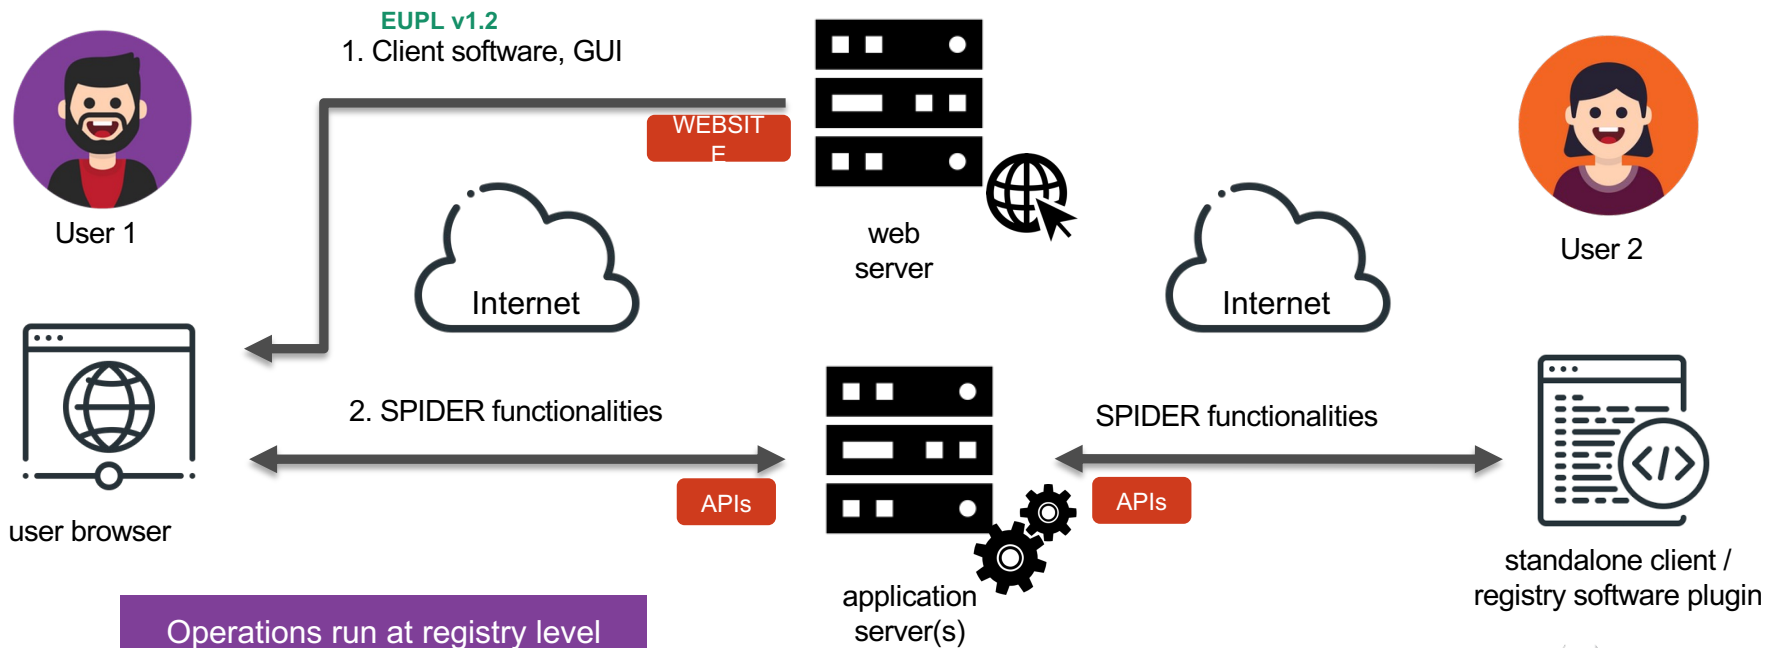 EUPL v1.2
1. Client software, GUI
WEBSIT
E
User 1
web
server
User 2
Internet
Internet
2. SPIDER functionalities
SPIDER functionalities
</>
APIs
APIs
user browser
standalone client /
registry software plugin
application
server(s)
Operations run at registry level